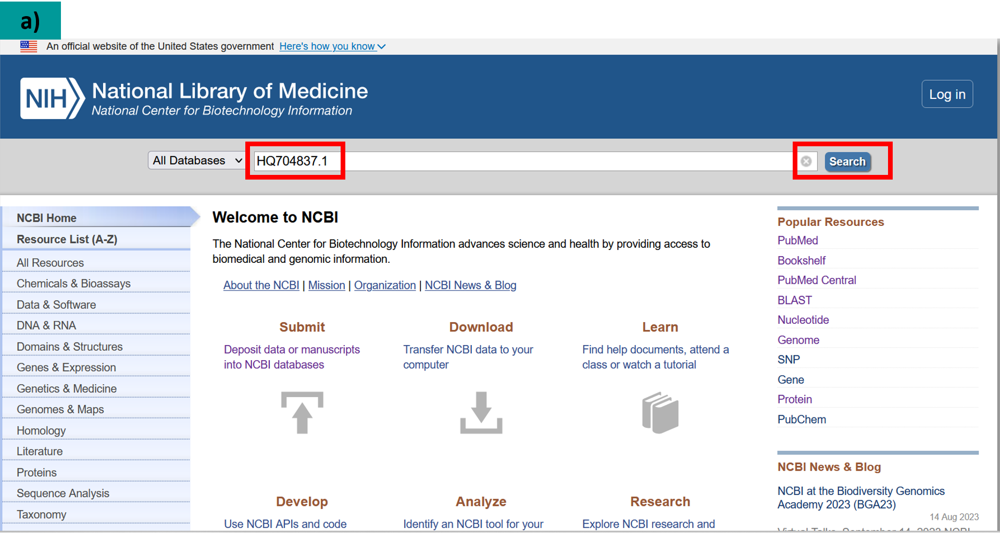 a)
An official website of the United States government Here's how you know
NIH National Library of Medicine
National Center for Biotechnology Information
Log in
All Databases HQ704837.1 Search
NCBI Home
Resource List (A-Z)
All Resources
Chemicals & Bioassays
Data & Software
DNA & RNA
Domains & Structures
Genes & Expression
Genetics & Medicine
Genomes & Maps
Homology
Literature
Proteins
Sequence Analysis
Taxonomy
Welcome to NCBI
The National Center for Biotechnology Information advances science and health by providing access to
biomedical and genomic information.
About the NCBI | Mission | Organization | NCBI News & Blog
Submit
Deposit data or manuscripts
into NCBI databases
Download
Transfer NCBI data to your
computer
Learn
Find help documents, attend a
class or watch a tutorial
Develop
Use NCBI APIs and code
Analyze
Identify an NCBI tool for your
Research
Explore NCBI research and
Popular Resources
PubMed
Bookshelf
PubMed Central
BLAST
Nucleotide
Genome
SNP
Gene
Protein
PubChem
NCBI News & Blog
NCBI at the Biodiversity Genomics
Academy 2023 (BGA23)
14 Aug 2023